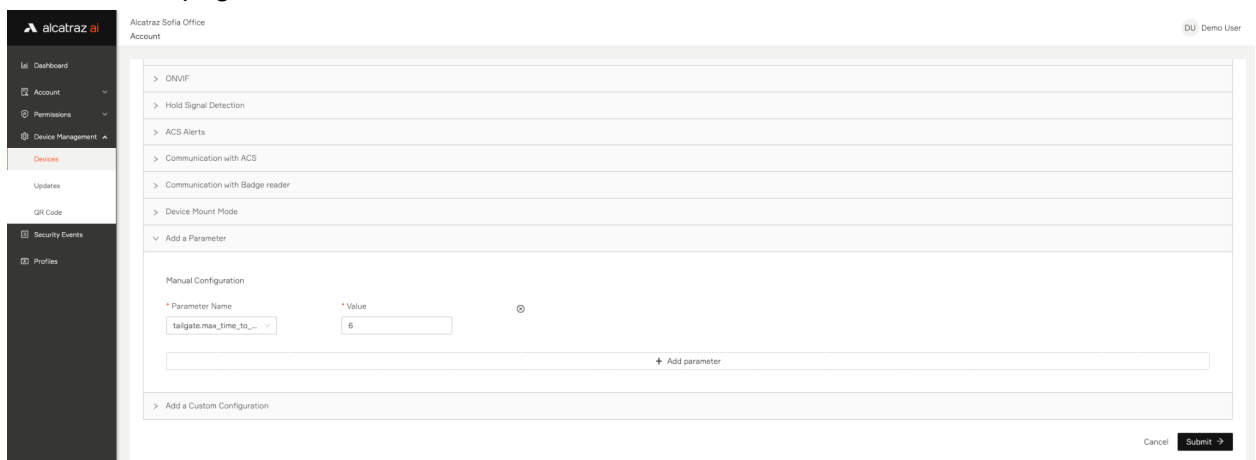 alcatraz ai
Alcatraz Sofia Office
Account
DU Demo User
Dashboard
Account
Permissions
Device Management
Devices
Updates
QR Code
Security Events
Profiles
> ONVIF
> Hold Signal Detection
> ACS Alerts
> Communication with ACS
> Communication with Badge reader
> Device Mount Mode
Add a Parameter
Manual Configuration
* Parameter Name * Value
tailgate.max_time_to_... 6
+ Add parameter
> Add a Custom Configuration
Cancel Submit →